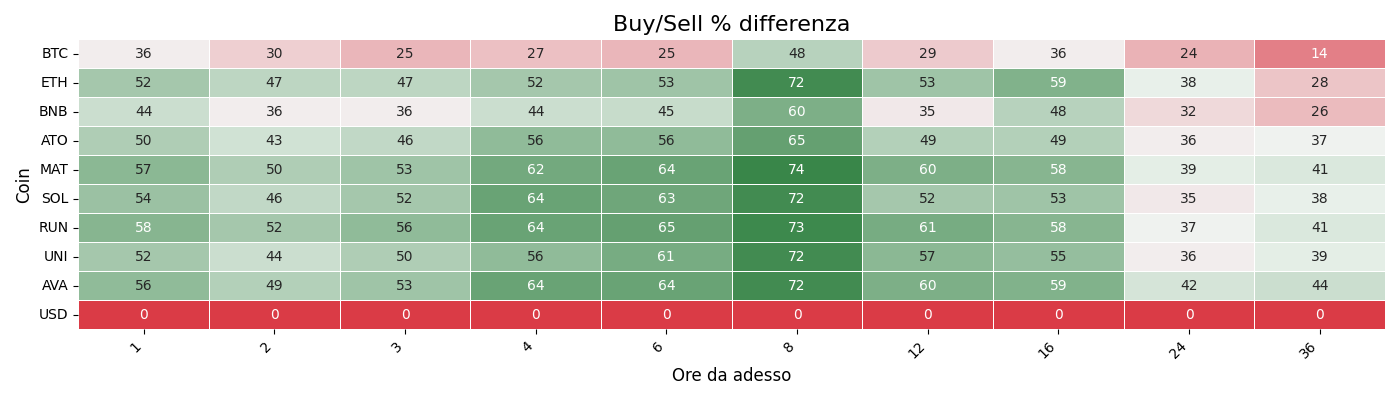 Buy/Sell % differenza
Coin
BTC 36 30 25 27 25 48 29 36 24 14
ETH 52 47 47 52 53 72 53 59 38 28
BNB 44 36 36 44 45 60 35 48 32 26
ATO 50 43 46 56 56 65 49 49 36 37
MAT 57 50 53 62 64 74 60 58 39 41
SOL 54 46 52 64 63 72 52 53 35 38
RUN 58 52 56 64 65 73 61 58 37 41
UNI 52 44 50 56 61 72 57 55 36 39
AVA 56 49 53 64 64 72 60 59 42 44
USD 0 0 0 0 0 0 0 0 0 0
1 2 3 4 6 8 12 16 24 36
Ore da adesso